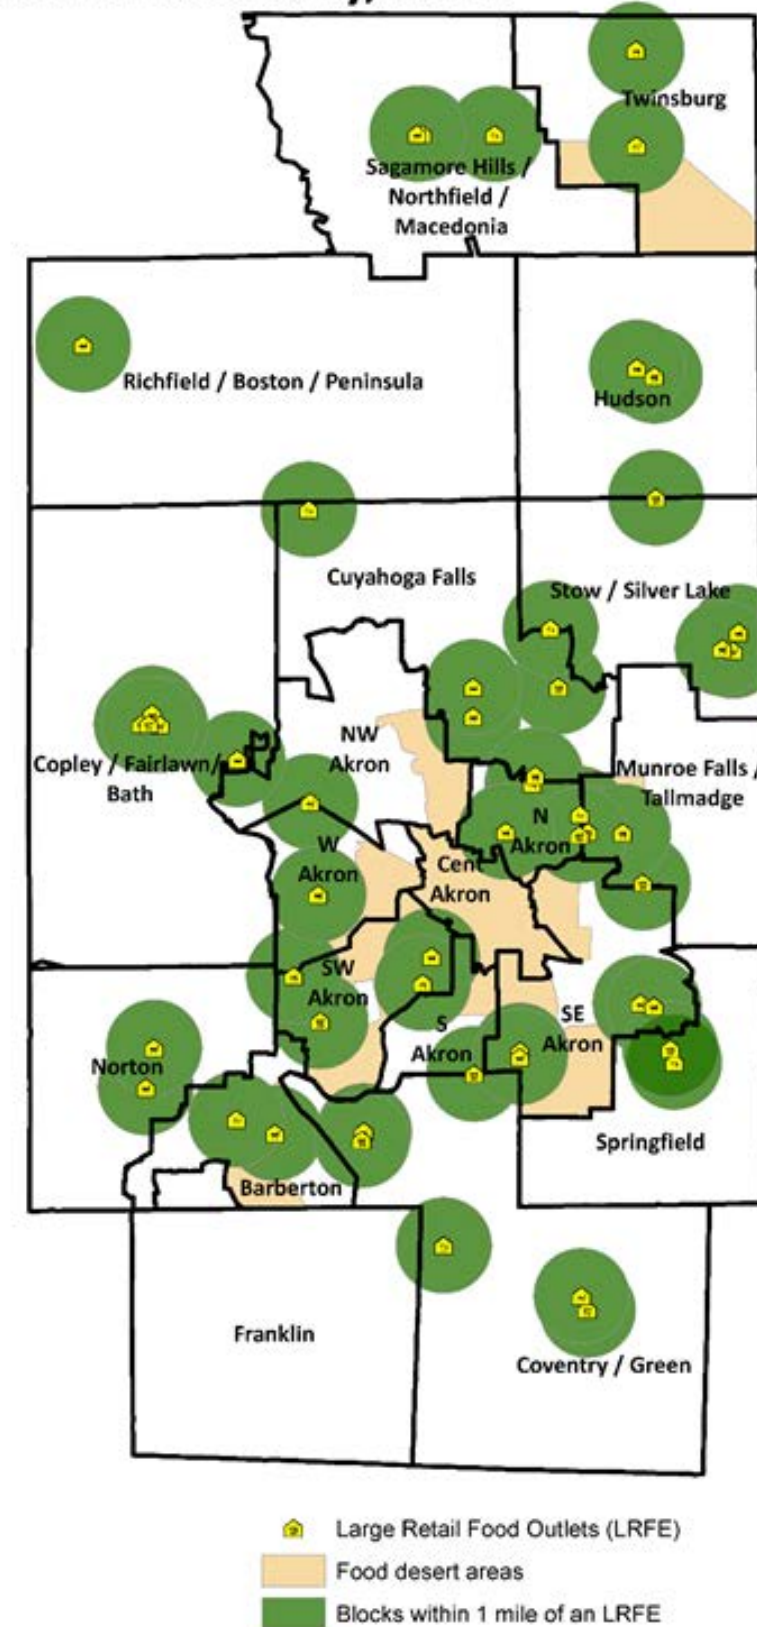 Twinsburg
Sagamore Hills /
Northfield /
Macedonia
Richfield / Boston / Peninsula
Hudson
Cuyahoga Falls
Stow / Silver Lake
NW
Akron
Copley / Fairlawn/
Bath
Munroe Falls /
Tallmadge
N
Akron
W
Akron
Cent
Akron
SW
Akron
S
Akron
SE
Akron
Norton
Springfield
Barberton
Franklin
Coventry / Green
Large Retail Food Outlets (LRFE)
Food desert areas
Blocks within 1 mile of an LRFE